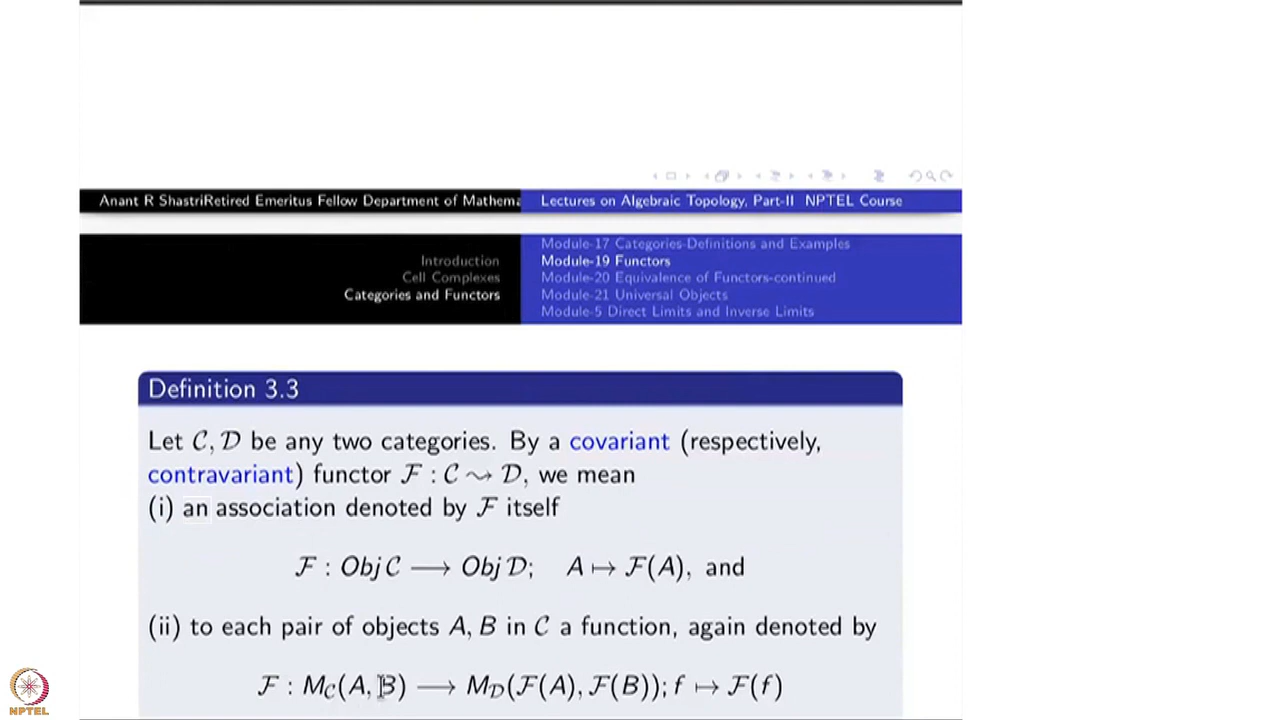 Anant R ShastriRetired Emeritus Fellow Department of Mathema
Lectures on Algebraic Topology, Part-II NPTEL Course
Introduction
Cell Complexes
Categories and Functors
Module-17 Categories-Definitions and Examples
Module-19 Functors
Module-20 Equivalence of Functors-continued
Module-21 Universal Objects
Module-5 Direct Limits and Inverse Limits
Definition 3.3
Let 𝒞, 𝒟 be any two categories. By a covariant (respectively,
contravariant) functor ℱ : 𝒞 ⇝ 𝒟, we mean
(i) an association denoted by ℱ itself
ℱ : Obj 𝒞 ⟶ Obj 𝒟; A ↦ ℱ(A), and
(ii) to each pair of objects A, B in 𝒞 a function, again denoted by
ℱ : M_𝒞(A, B) ⟶ M_𝒟(ℱ(A), ℱ(B)); f ↦ ℱ(f)
NPTEL